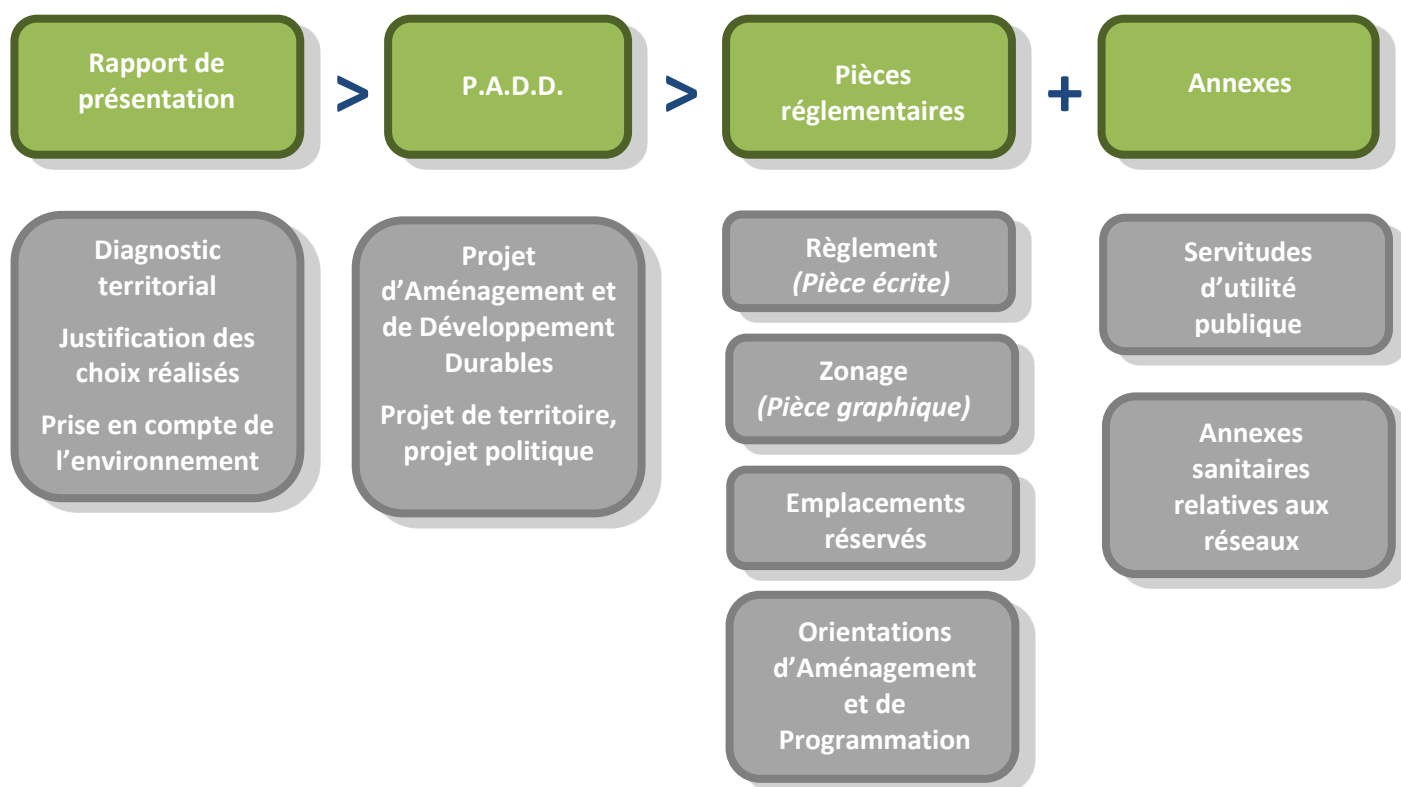 Rapport de
présentation
>
P.A.D.D.
>
Pièces
réglementaires
+
Annexes
Diagnostic
territorial
Justification des
choix réalisés
Prise en compte de
l’environnement
Projet
d’Aménagement et
de Développement
Durables
Projet de territoire,
projet politique
Règlement
(Pièce écrite)
Zonage
(Pièce graphique)
Emplacements
réservés
Orientations
d’Aménagement
et de
Programmation
Servitudes
d’utilité
publique
Annexes
sanitaires
relatives aux
réseaux